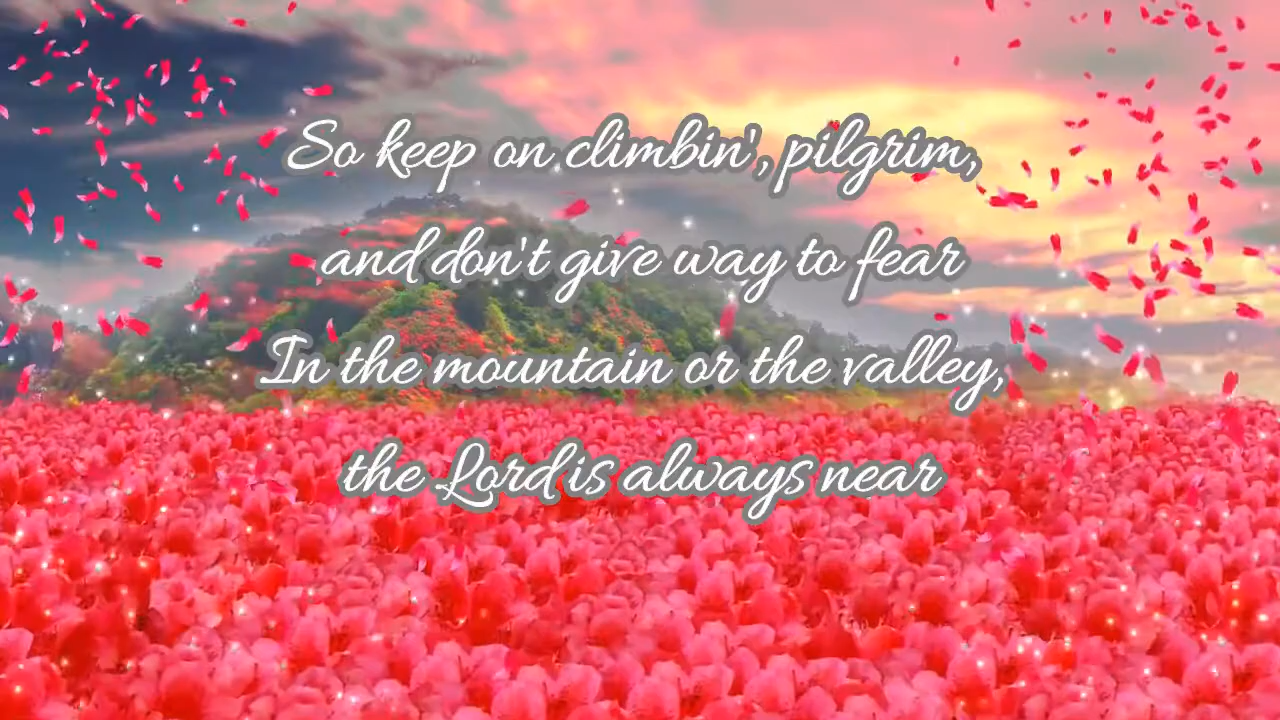 So keep on climbin', pilgrim,
and don't give way to fear
In the mountain or the valley,
the Lord is always near